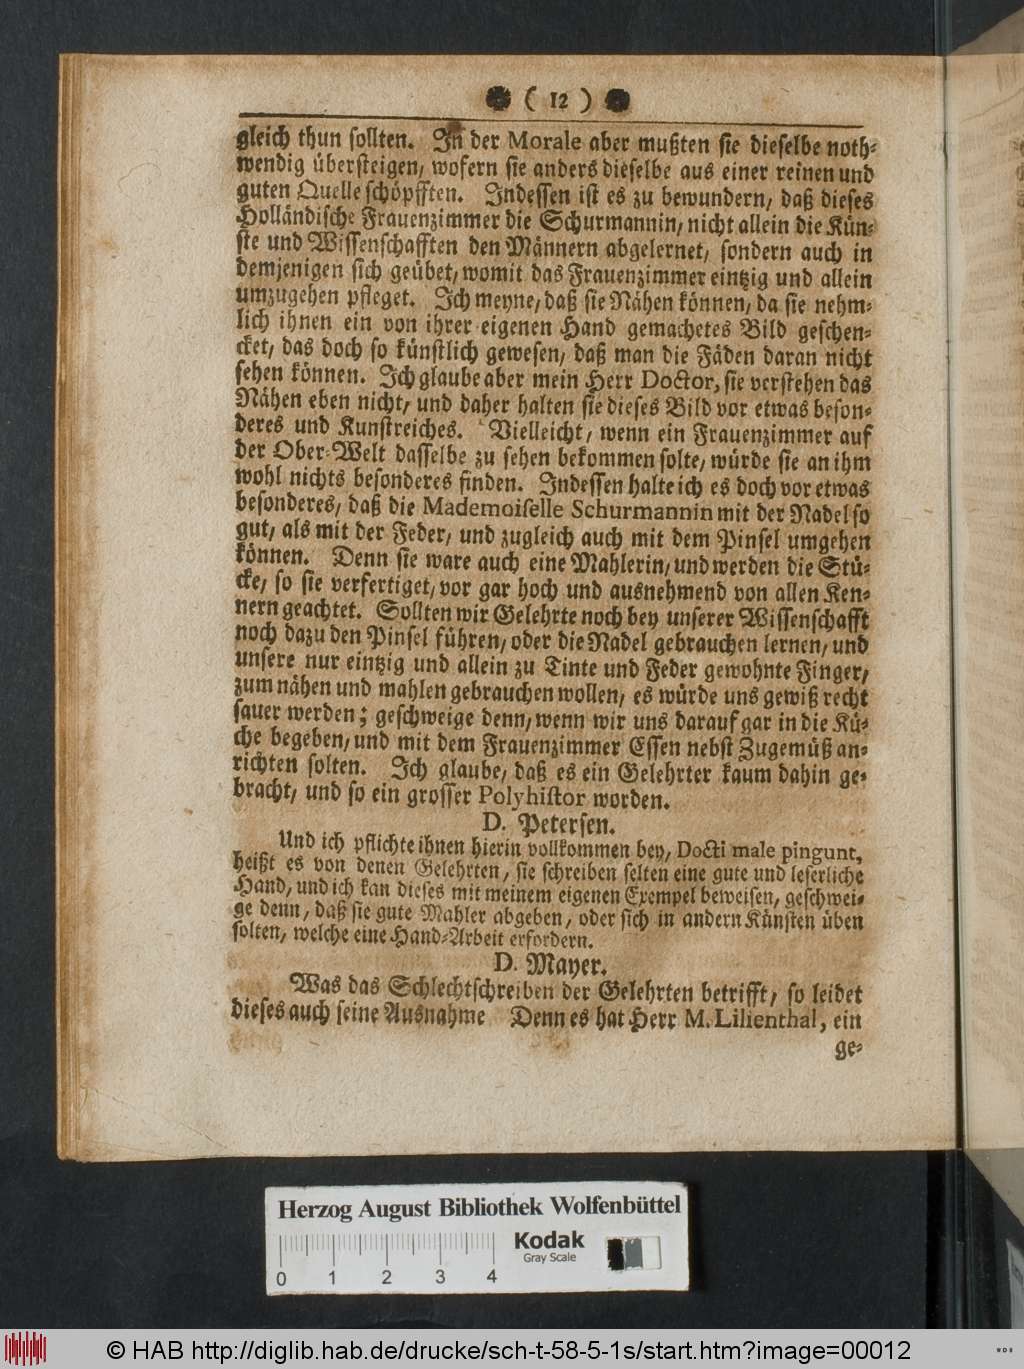 ( 12 )
gleich thun sollten. In der Morale aber mußten sie dieselbe noth-
wendig übersteigen, wofern sie anders dieselbe aus einer reinen und
guten Quelle schöpfften. Indessen ist es zu bewundern, daß dieses
Holländische Frauenzimmer die Schurmannin, nicht allein die Kün-
ste und Wissenschafften den Männern abgelernet, sondern auch in
demjenigen sich geübet, womit das Frauenzimmer eintzig und allein
umzugehen pfleget. Ich meyne, daß sie Nähen können, da sie nehm-
lich ihnen ein von ihrer eigenen Hand gemachetes Bild geschen-
cket, das doch so künstlich gewesen, daß man die Fäden daran nicht
sehen können. Ich glaube aber mein Herr Doctor, sie verstehen das
Nähen eben nicht, und daher halten sie dieses Bild vor etwas beson-
deres und Kunstreiches. Vielleicht, wenn ein Frauenzimmer auf
der Ober-Welt dasselbe zu sehen bekommen solte, würde sie an ihm
wohl nichts besonderes finden. Indessen halte ich es doch vor etwas
besonderes, daß die Mademoiselle Schurmannin mit der Nadel so
gut, als mit der Feder, und zugleich auch mit dem Pinsel umgehen
können. Denn sie ware auch eine Mahlerin, und werden die Stü-
cke, so sie verfertiget, vor gar hoch und ausnehmend von allen Ken-
nern geachtet. Sollten wir Gelehrte noch bey unserer Wissenschafft
noch dazu den Pinsel führen, oder die Nadel gebrauchen lernen, und
unsere nur eintzig und allein zu Tinte und Feder gewohnte Finger,
zum nähen und mahlen gebrauchen wollen, es würde uns gewiß recht
sauer werden; geschweige denn, wenn wir uns darauf gar in die Kü-
che begeben, und mit dem Frauenzimmer Essen nebst Zugemüß an-
richten solten. Ich glaube, daß es ein Gelehrter kaum dahin ge-
bracht, und so ein grosser Polyhistor worden.
D. Petersen.
Und ich pflichte ihnen hierin vollkommen bey, Docti male pingunt,
heißt es von denen Gelehrten, sie schreiben selten eine gute und leserliche
Hand, und ich kan dieses mit meinem eigenen Exempel beweisen, geschwei-
ge denn, daß sie gute Mahler abgeben, oder sich in andern Künsten üben
solten, welche eine Hand-Arbeit erfordern.
D. Mayer.
Was das Schlechtschreiben der Gelehrten betrifft, so leidet
dieses auch seine Ausnahme Denn es hat Herr M. Lilienthal, ein
ge-
Herzog August Bibliothek Wolfenbüttel
Kodak
Gray Scale
0 1 2 3 4
© HAB http://diglib.hab.de/drucke/sch-t-58-5-1s/start.htm?image=00012